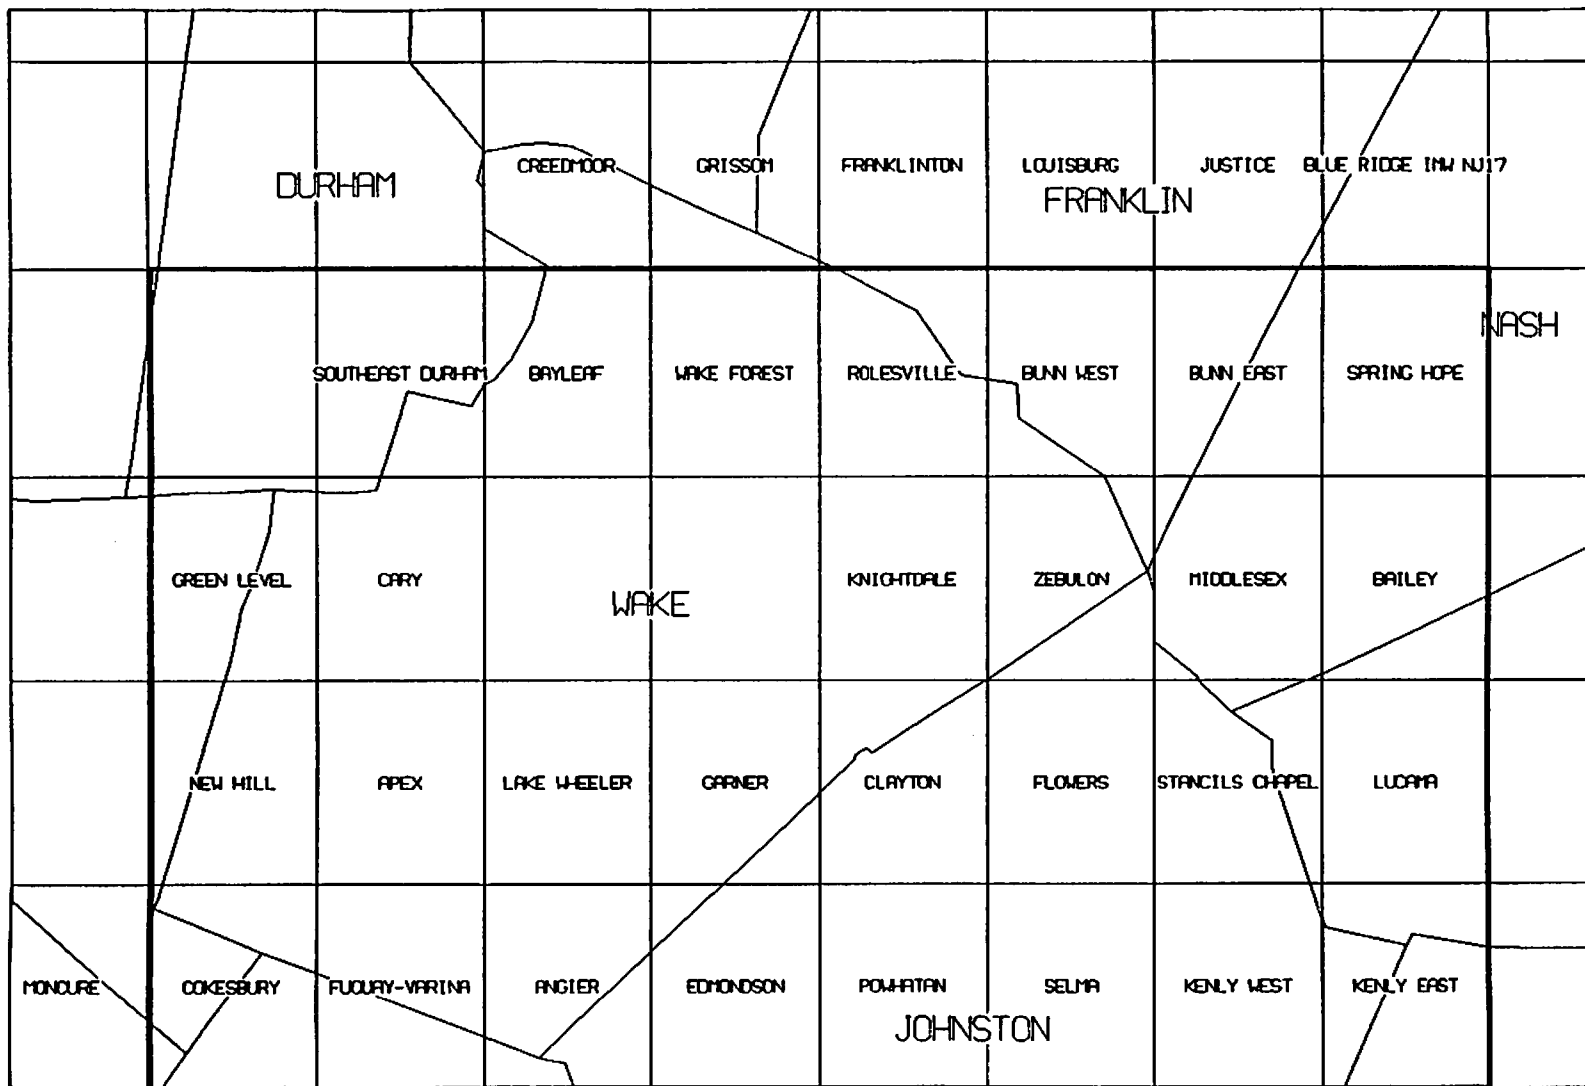 CREEDMOOR GRISSOM FRANKLINTON LOUISBURG JUSTICE BLUE RIDGE IMW NJ17
DURHAM FRANKLIN
NASH
SOUTHEAST DURHAM BAYLEAF WAKE FOREST ROLESVILLE BUNN WEST BUNN EAST SPRING HOPE
GREEN LEVEL CARY KNIGHTDALE ZEBULON MIDDLESEX BAILEY
WAKE
NEW HILL APEX LAKE WHEELER GARNER CLAYTON FLOWERS STANCILS CHAPEL LUCAMA
MONCURE COKESBURY FUQUAY-VARINA ANGIER EDMONDSON POWHATAN SELMA KENLY WEST KENLY EAST
JOHNSTON